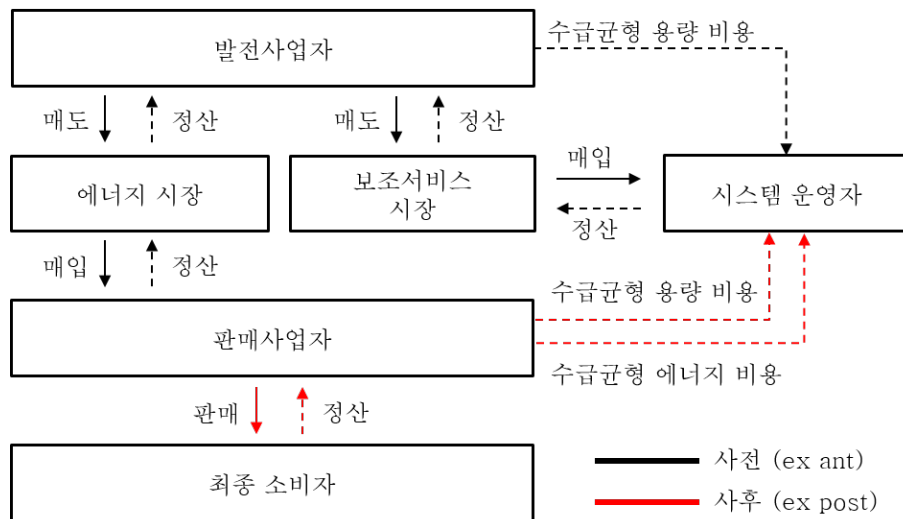 발전사업자
수급균형 용량 비용
매도
정산
매도
정산
에너지 시장
보조서비스
시장
매입
정산
시스템 운영자
매입
정산
수급균형 용량 비용
판매사업자
수급균형 에너지 비용
판매
정산
최종 소비자
사전 (ex ant)
사후 (ex post)